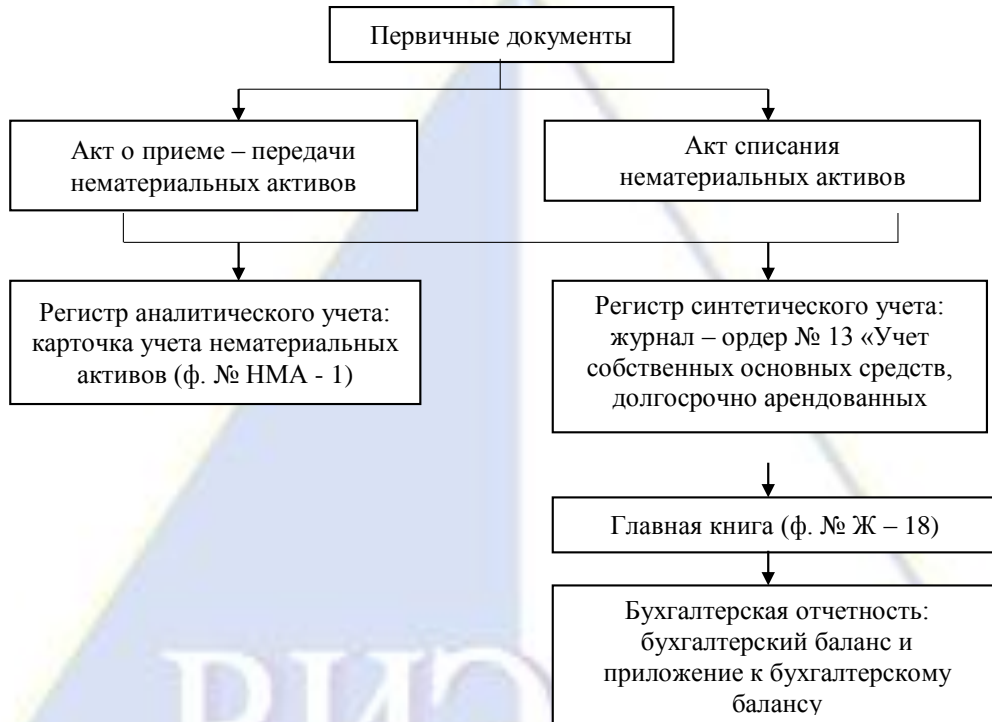 Первичные документы
Акт о приеме – передачи
нематериальных активов
Акт списания
нематериальных активов
Регистр аналитического учета:
карточка учета нематериальных
активов (ф. № НМА - 1)
Регистр синтетического учета:
журнал – ордер № 13 «Учет
собственных основных средств,
долгосрочно арендованных
Главная книга (ф. № Ж – 18)
Бухгалтерская отчетность:
бухгалтерский баланс и
приложение к бухгалтерскому
балансу